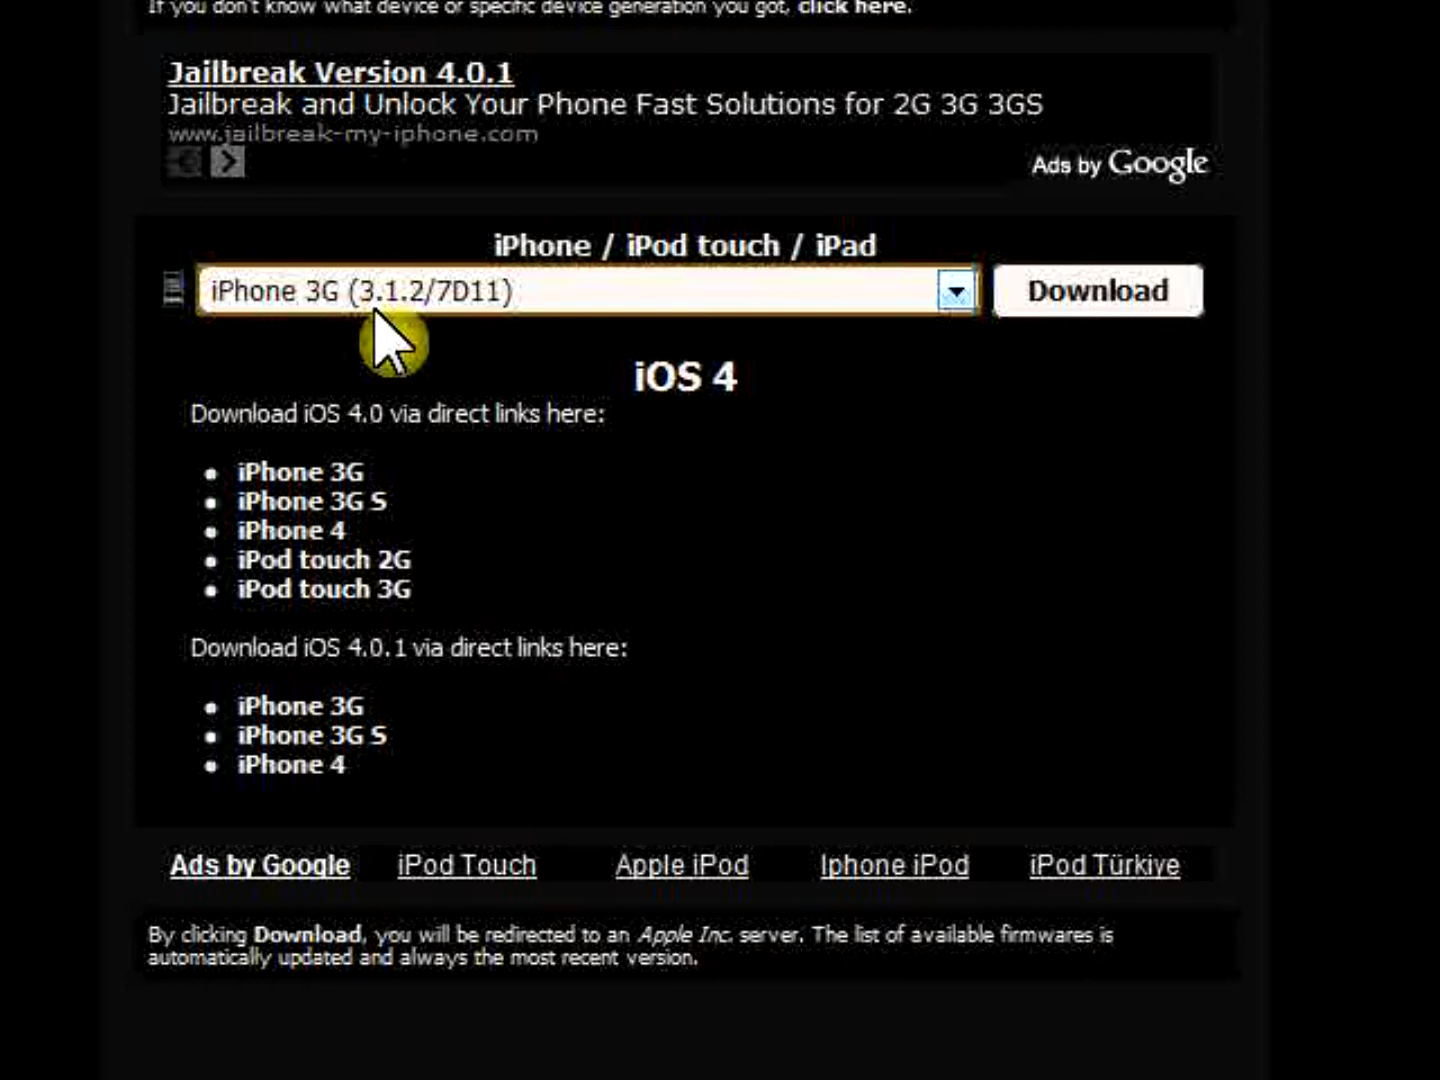 If you don't know what device or specific device generation you got, click here.
Jailbreak Version 4.0.1
Jailbreak and Unlock Your Phone Fast Solutions for 2G 3G 3GS
www.jailbreak-my-iphone.com
Ads by Google
iPhone / iPod touch / iPad
iPhone 3G (3.1.2/7D11)
Download
iOS 4
Download iOS 4.0 via direct links here:
iPhone 3G
iPhone 3G S
iPhone 4
iPod touch 2G
iPod touch 3G
Download iOS 4.0.1 via direct links here:
iPhone 3G
iPhone 3G S
iPhone 4
Ads by Google iPod Touch Apple iPod Iphone iPod iPod Türkiye
By clicking Download, you will be redirected to an Apple Inc. server. The list of available firmwares is
automatically updated and always the most recent version.